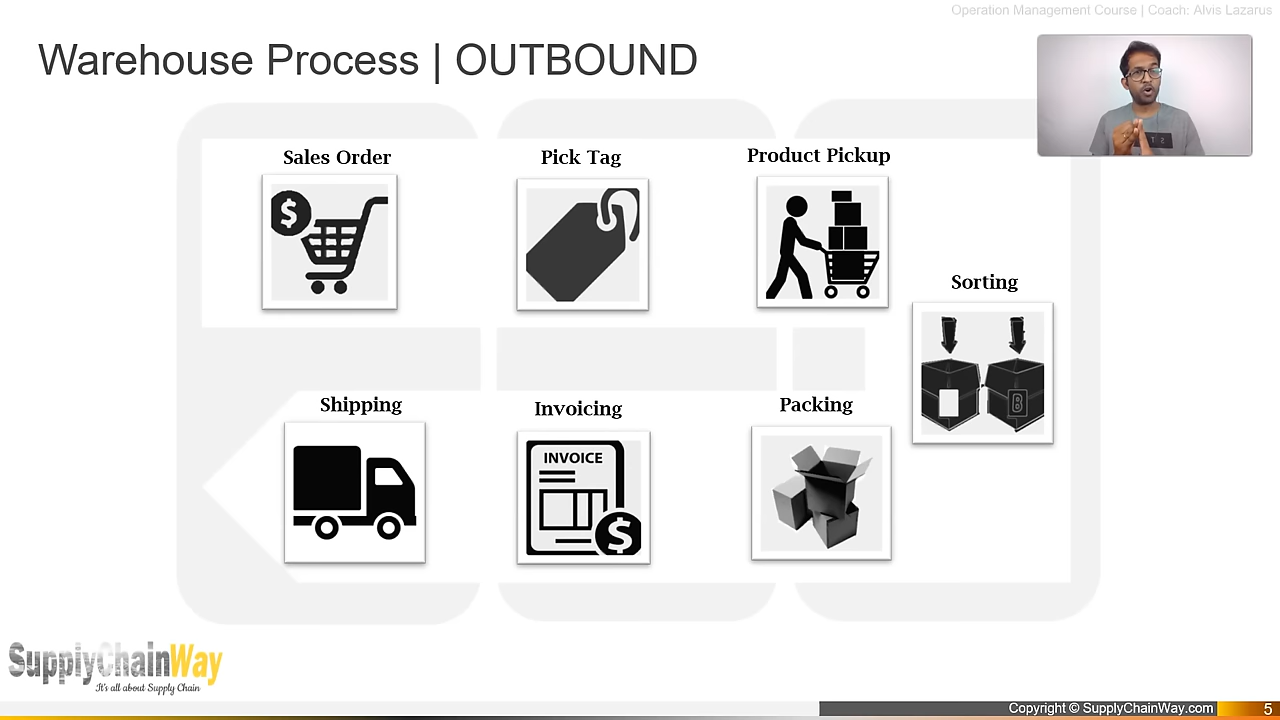 Operation Management Course | Coach: Alvis Lazarus
Warehouse Process | OUTBOUND
Sales Order
Pick Tag
Product Pickup
$
Sorting
B
Shipping
Invoicing
Packing
INVOICE
$
SupplyChainWay
It's all about Supply Chain
Copyright © SupplyChainWay.com
5